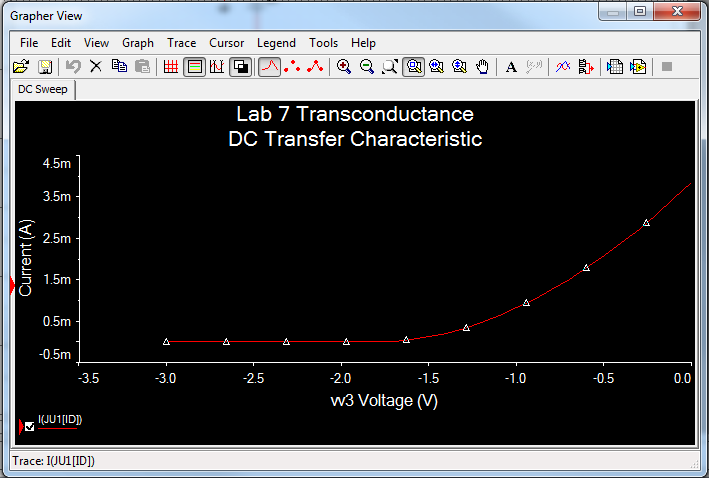 Grapher View
File Edit View Graph Trace Cursor Legend Tools Help
A (x,y)
DC Sweep
Lab 7 Transconductance
DC Transfer Characteristic
4.5m
3.5m
2.5m
1.5m
0.5m
-0.5m
Current (A)
-3.5 -3.0 -2.5 -2.0 -1.5 -1.0 -0.5 0.0
vv3 Voltage (V)
I(JU1[ID])
Trace: I(JU1[ID])